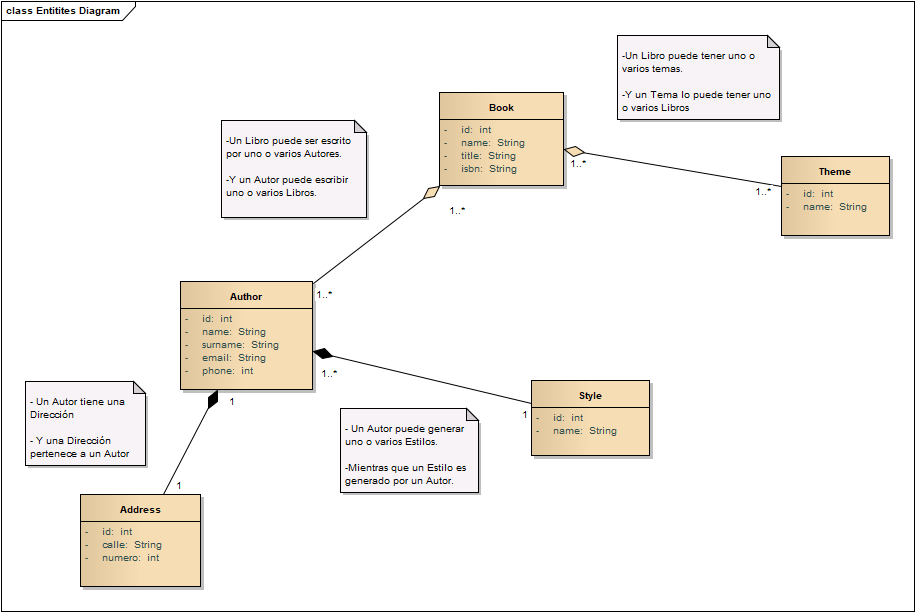 class Entitites Diagram
-Un Libro puede tener uno o
varios temas.
-Y un Tema lo puede tener uno
o varios Libros
Book
- id: int
- name: String
- title: String
- isbn: String
1..*
1..*
1..*
Theme
- id: int
- name: String
-Un Libro puede ser escrito
por uno o varios Autores.
-Y un Autor puede escribir
uno o varios Libros.
Author
- id: int
- name: String
- surname: String
- email: String
- phone: int
1..*
1..*
1
1
1
- Un Autor tiene una
Dirección
- Y una Dirección
pertenece a un Autor
- Un Autor puede generar
uno o varios Estilos.
-Mientras que un Estilo es
generado por un Autor.
Style
- id: int
- name: String
Address
- id: int
- calle: String
- numero: int